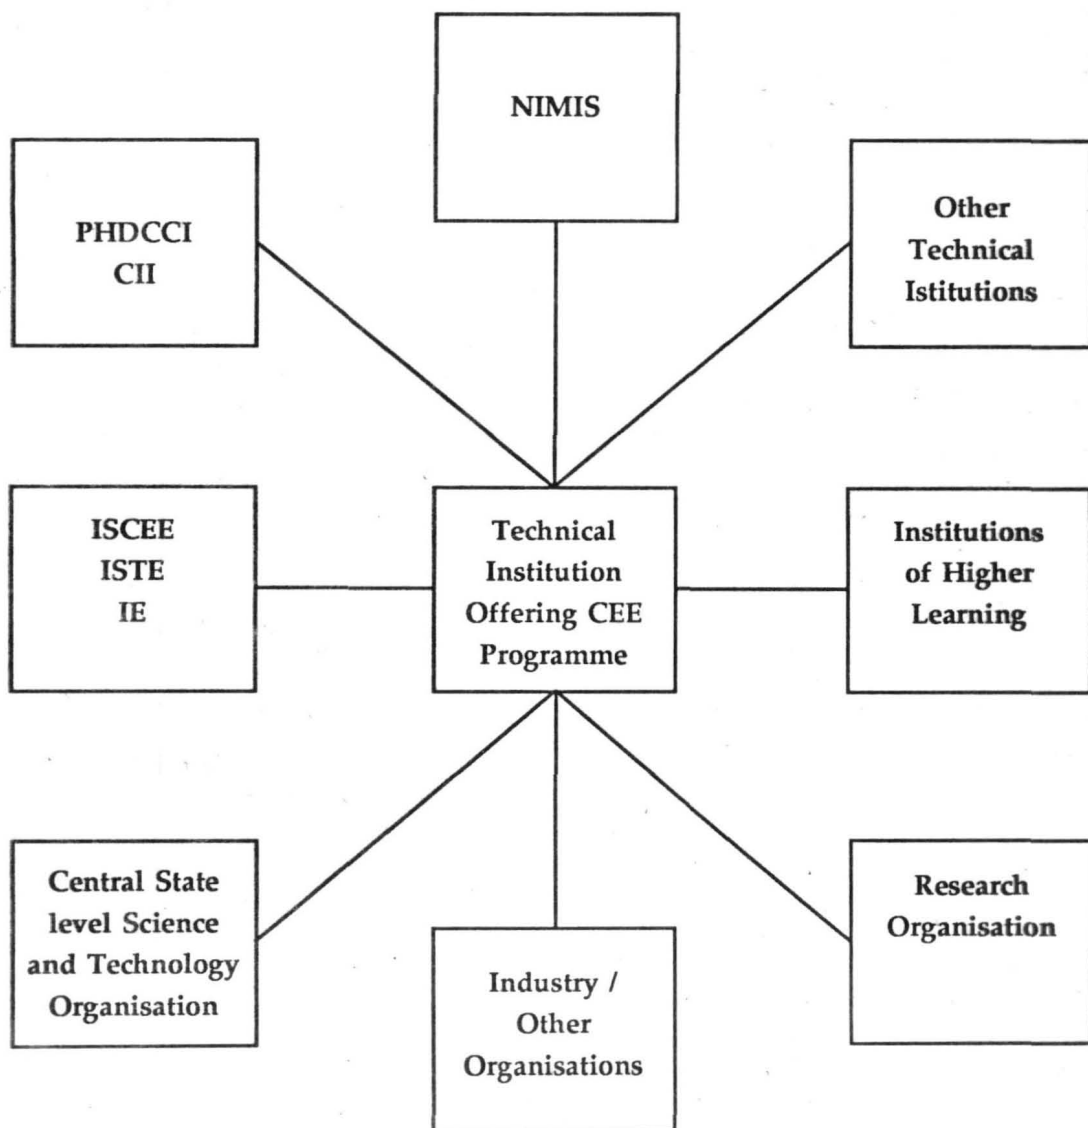 NIMIS
PHDCCI
CII
Other
Technical
Istitutions
ISCEE
ISTE
IE
Technical
Institution
Offering CEE
Programme
Institutions
of Higher
Learning
Central State
level Science
and Technology
Organisation
Industry /
Other
Organisations
Research
Organisation